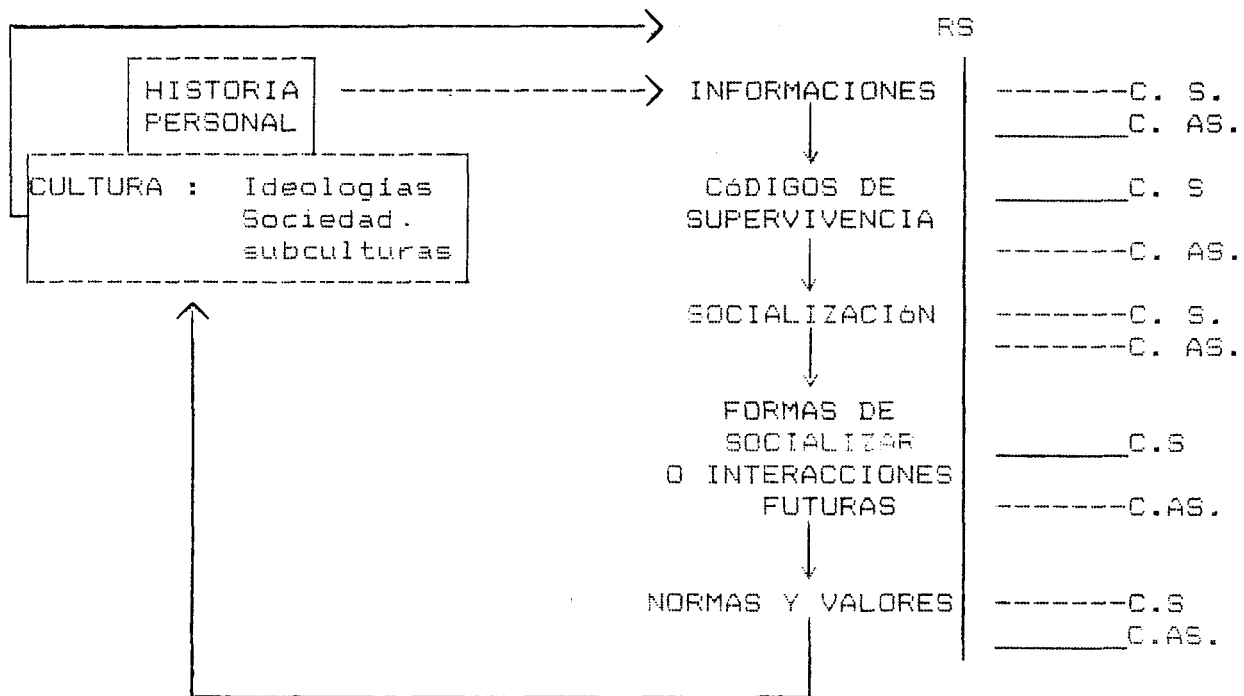 RS
HISTORIA
PERSONAL
CULTURA : Ideologías
Sociedad.
subculturas
INFORMACIONES
C. S.
C. AS.
CóDIGOS DE
SUPERVIVENCIA
C. S
C. AS.
SOCIALIZACIóN
C. S.
C. AS.
FORMAS DE
SOCIALIZAR
O INTERACCIONES
FUTURAS
C.S
C.AS.
NORMAS Y VALORES
C.S
C.AS.